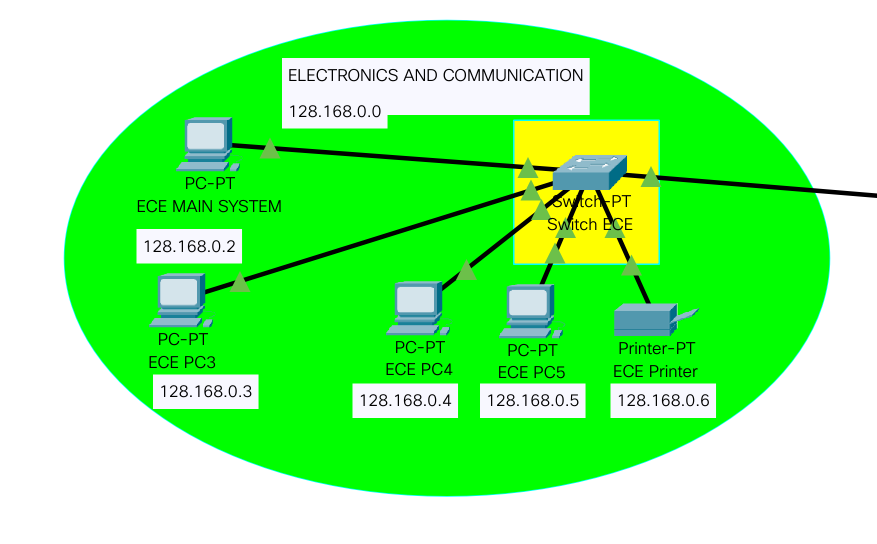 ELECTRONICS AND COMMUNICATION
128.168.0.0
PC-PT
ECE MAIN SYSTEM
128.168.0.2
Switch-PT
Switch ECE
PC-PT
ECE PC3
128.168.0.3
PC-PT
ECE PC4
128.168.0.4
PC-PT
ECE PC5
128.168.0.5
Printer-PT
ECE Printer
128.168.0.6